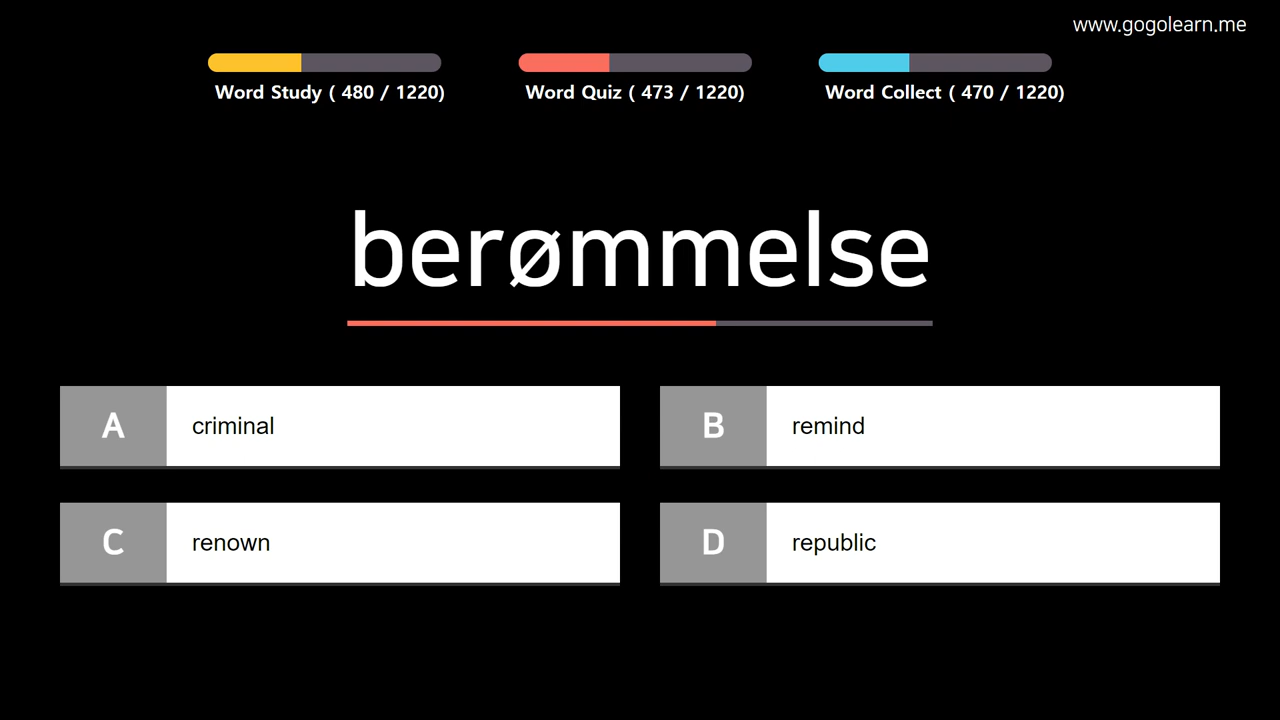 www.gogolearn.me
Word Study ( 480 / 1220)
Word Quiz ( 473 / 1220)
Word Collect ( 470 / 1220)
berømmelse
A criminal
B remind
C renown
D republic